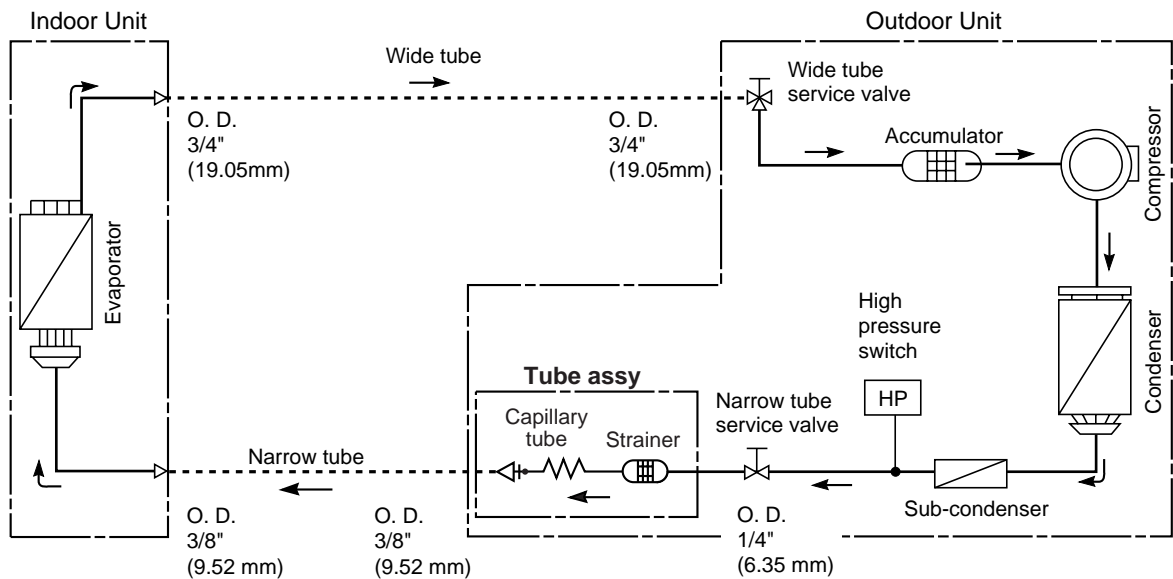 Indoor Unit
Outdoor Unit
Wide tube
Wide tube
service valve
O. D.
3/4"
(19.05mm)
O. D.
3/4"
(19.05mm)
Accumulator
Compressor
Evaporator
High
pressure
switch
Condenser
Tube assy
HP
Capillary
tube
Strainer
Narrow tube
service valve
Narrow tube
Sub-condenser
O. D.
3/8"
(9.52 mm)
O. D.
3/8"
(9.52 mm)
O. D.
1/4"
(6.35 mm)